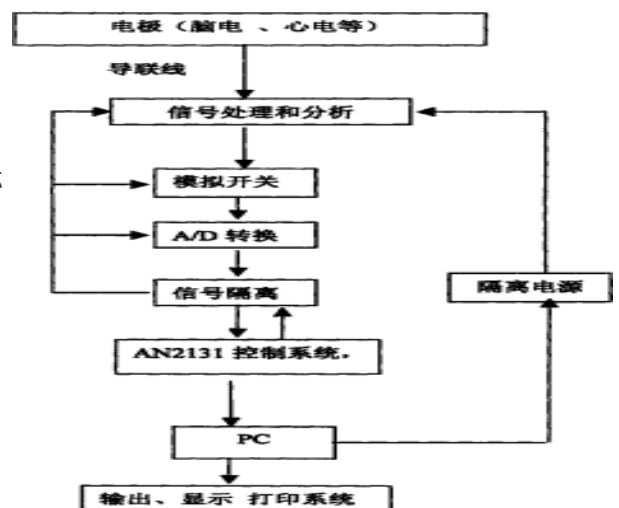 电极（脑电 、心电等）
导联线
信号处理和分析
模拟开关
A/D 转换
信号隔离
隔离电源
AN2131 控制系统.
PC
输出、显示 打印系统